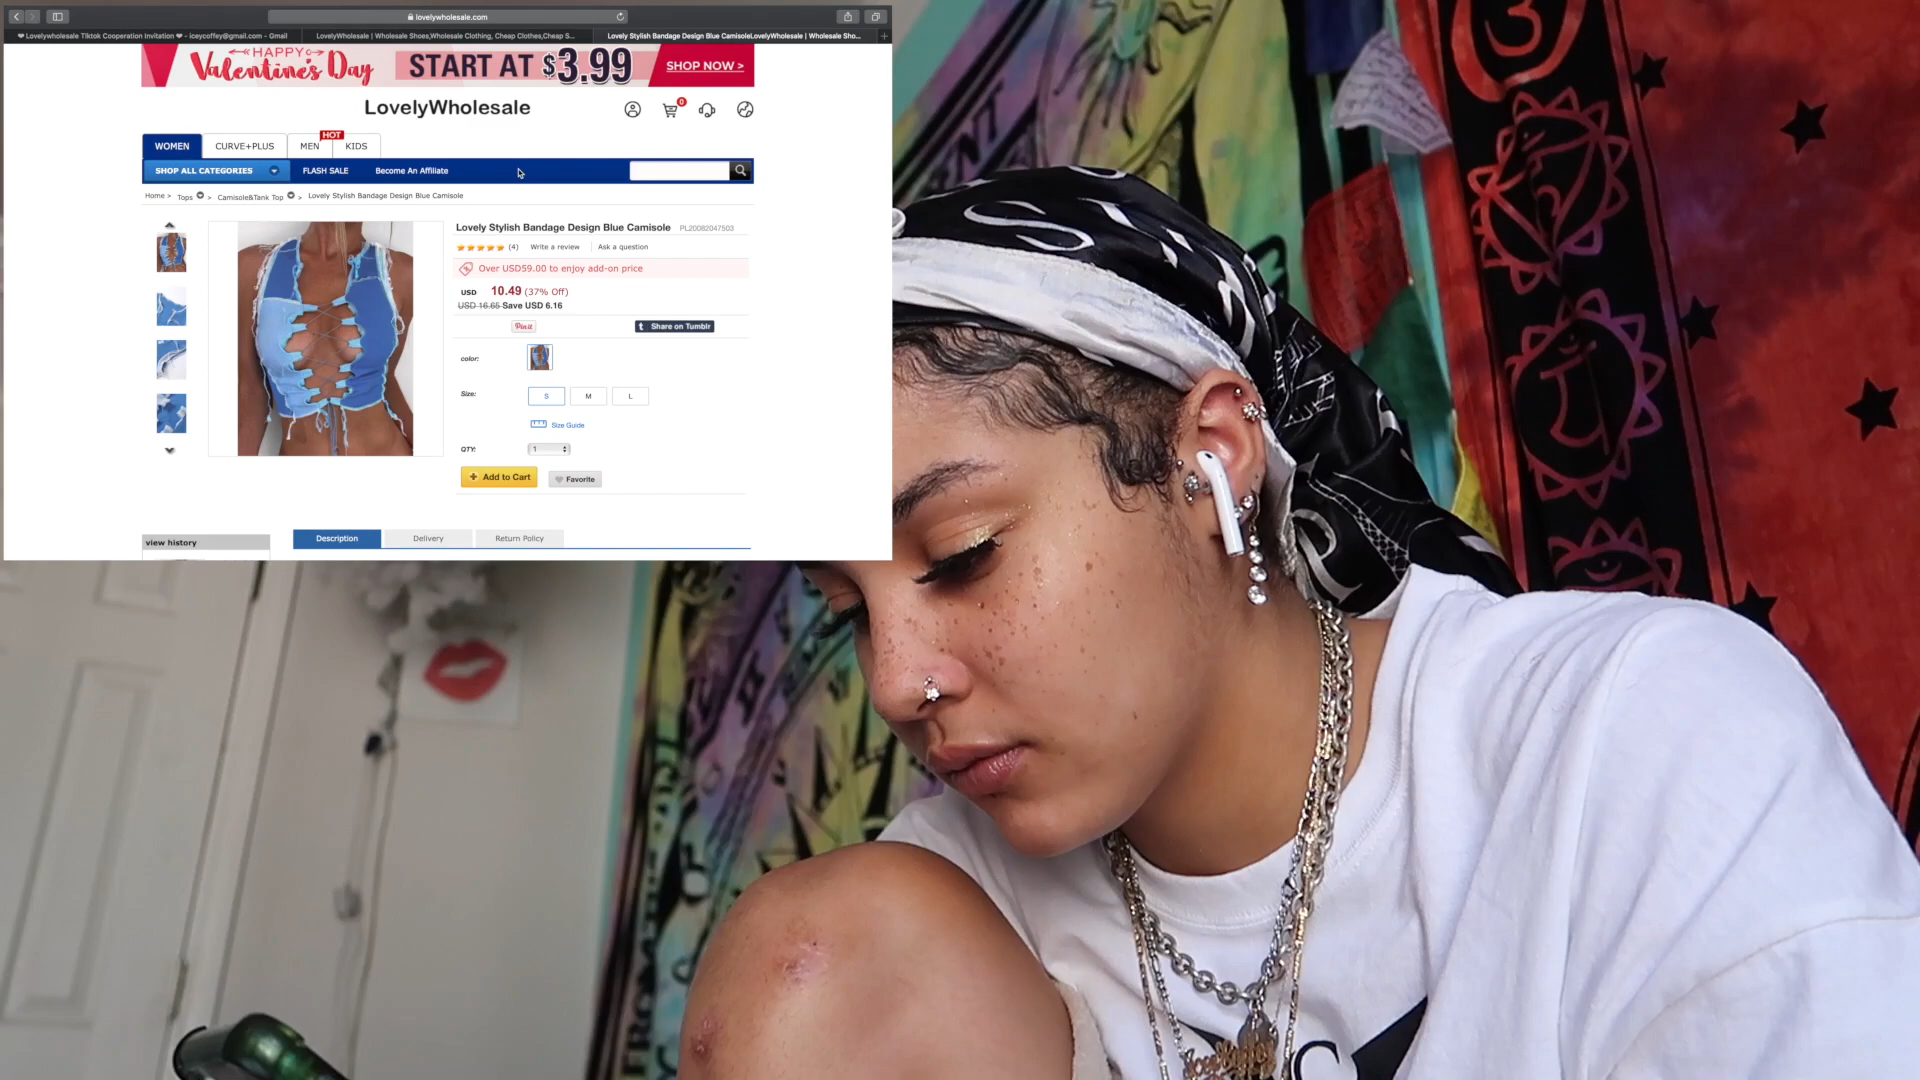 lovelywholesale.com
❤ Lovelywholesale Tiktok Cooperation Invitation ❤ - iceycoffey@gmail.com - Gmail
LovelyWholesale | Wholesale Shoes,Wholesale Clothing, Cheap Clothes,Cheap S...
Lovely Stylish Bandage Design Blue CamisoleLovelyWholesale | Wholesale Sho...
HAPPY
Valentine's Day
START AT $3.99
SHOP NOW >
LovelyWholesale
0
HOT
WOMEN
CURVE+PLUS
MEN
KIDS
SHOP ALL CATEGORIES
FLASH SALE
Become An Affiliate
Home > Tops > Camisole&Tank Top > Lovely Stylish Bandage Design Blue Camisole
Lovely Stylish Bandage Design Blue Camisole PL20082047503
(4) Write a review | Ask a question
Over USD59.00 to enjoy add-on price
USD 10.49 (37% Off)
USD 16.65 Save USD 6.16
Pinit
t Share on Tumblr
color:
Size: S M L
Size Guide
QTY: 1
+ Add to Cart
Favorite
view history
Description
Delivery
Return Policy